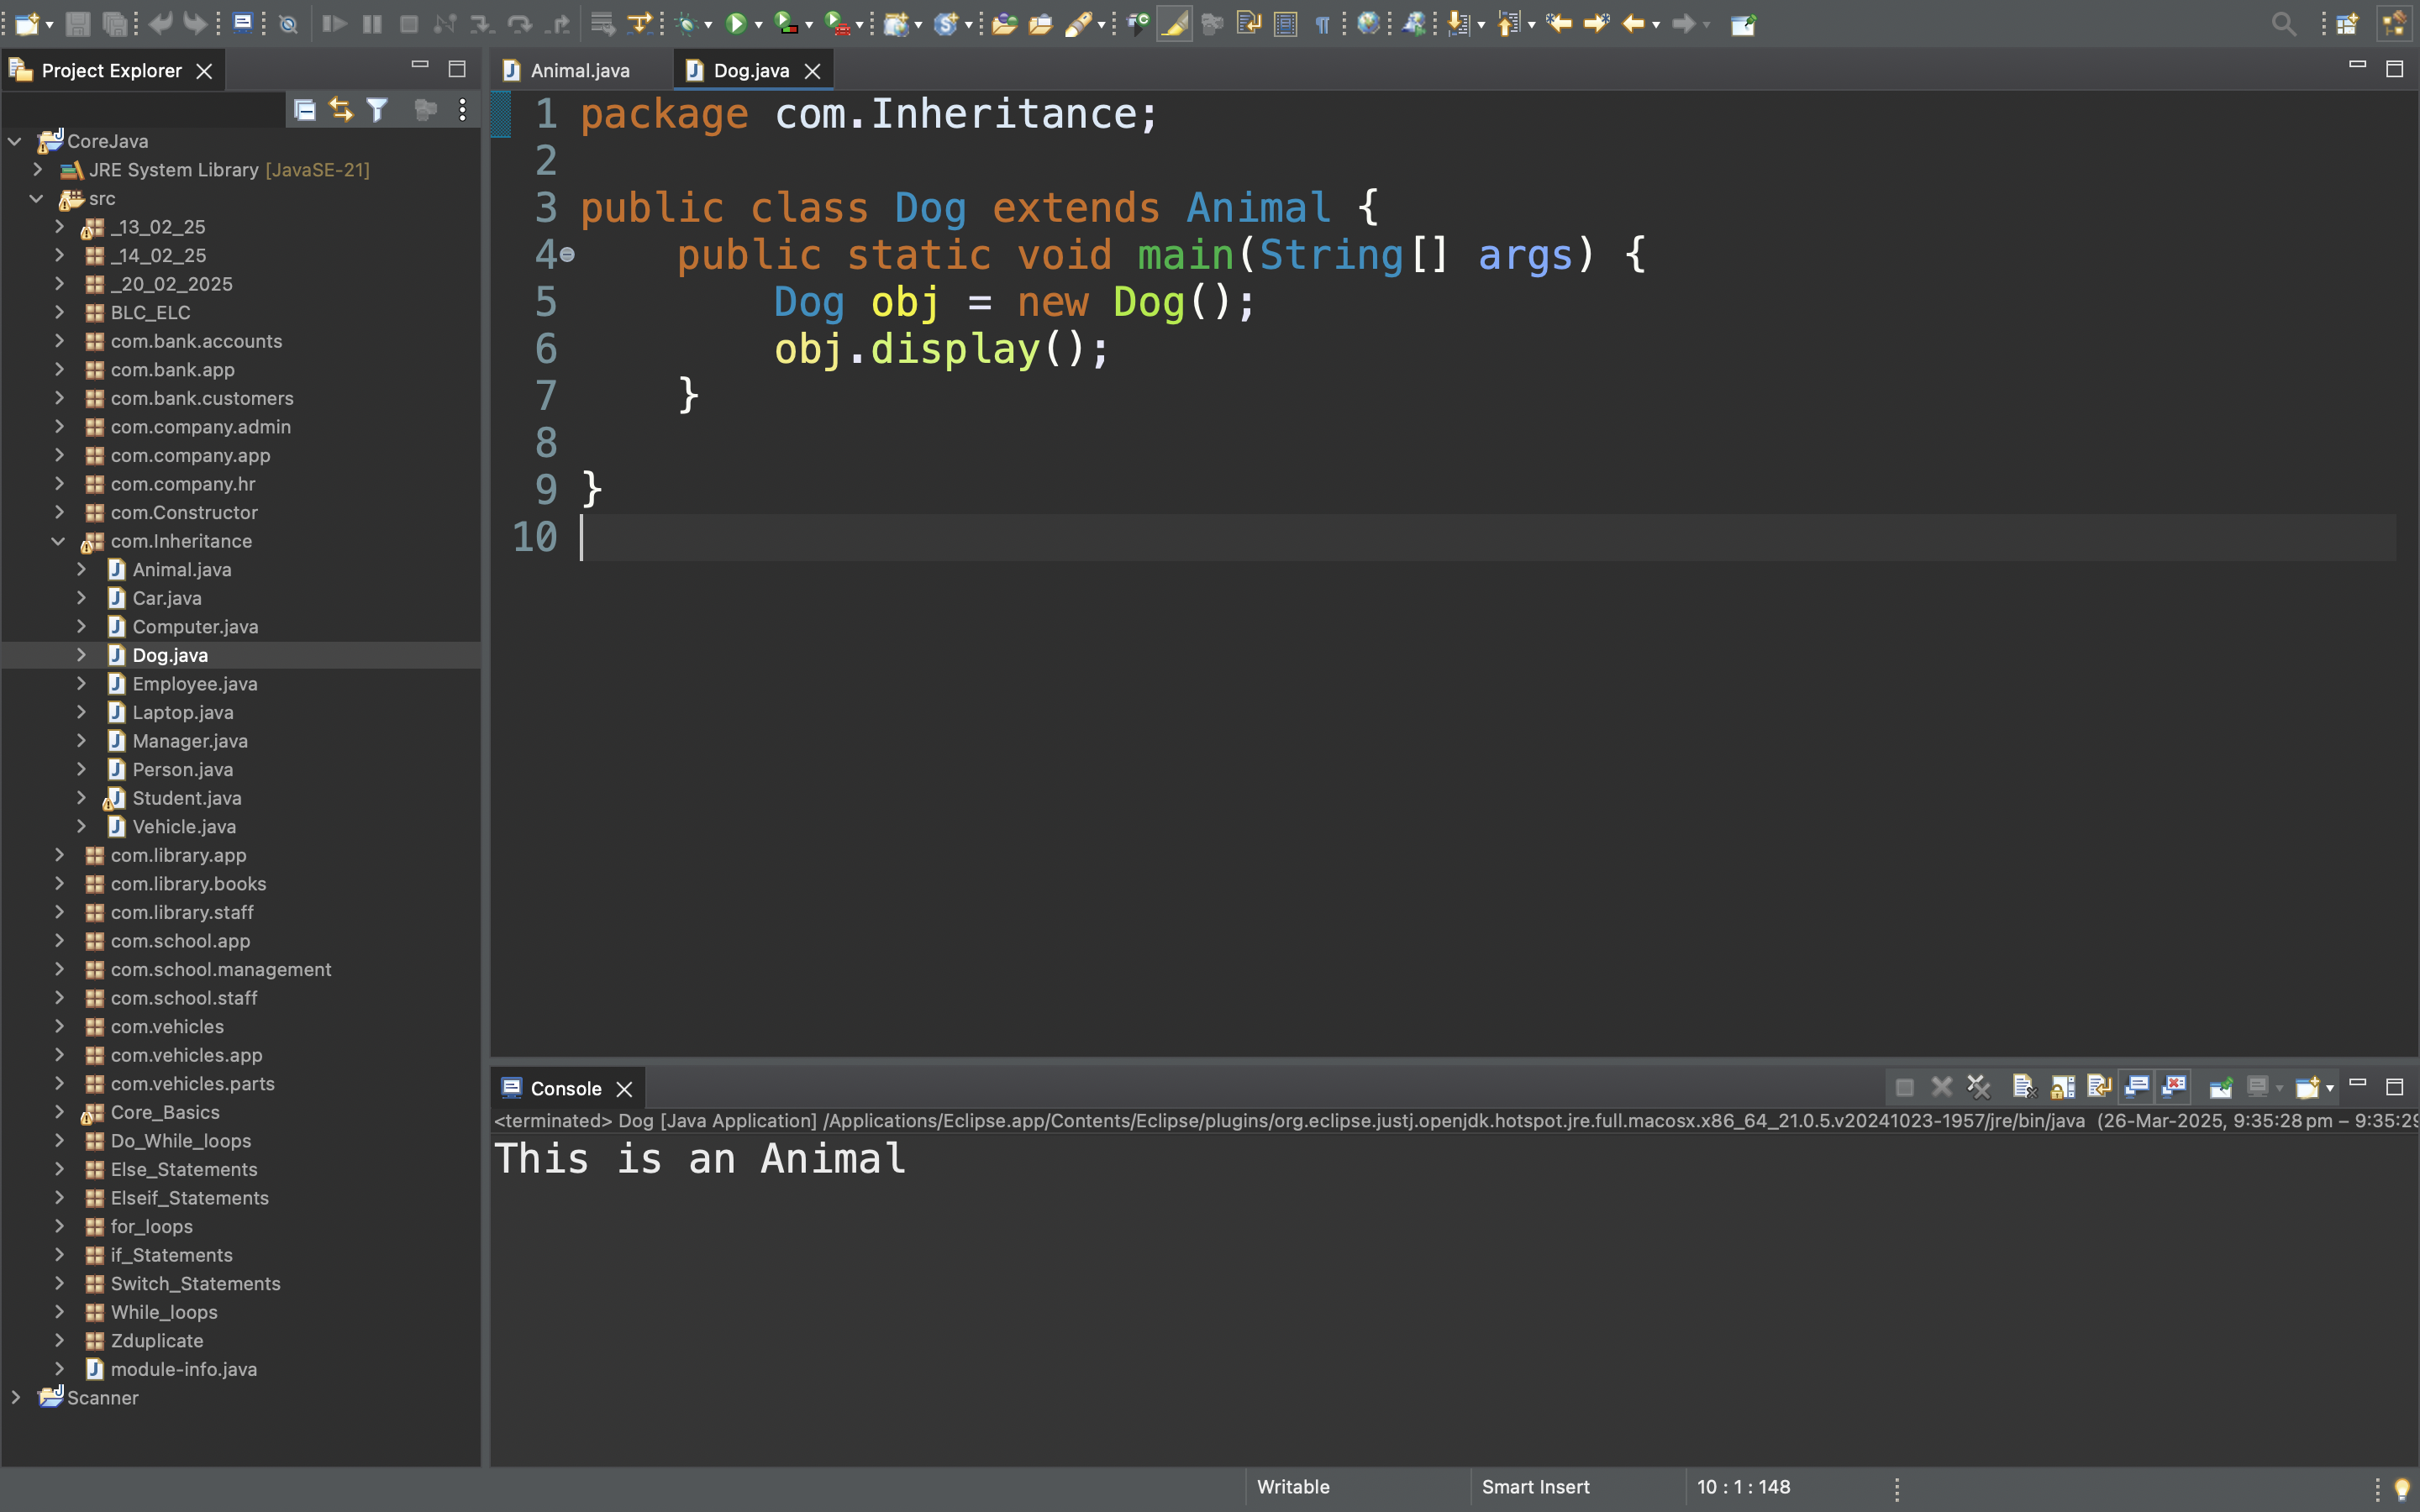 Project Explorer
CoreJava
JRE System Library [JavaSE-21]
src
_13_02_25
_14_02_25
_20_02_2025
BLC_ELC
com.bank.accounts
com.bank.app
com.bank.customers
com.company.admin
com.company.app
com.company.hr
com.Constructor
com.Inheritance
Animal.java
Car.java
Computer.java
Dog.java
Employee.java
Laptop.java
Manager.java
Person.java
Student.java
Vehicle.java
com.library.app
com.library.books
com.library.staff
com.school.app
com.school.management
com.school.staff
com.vehicles
com.vehicles.app
com.vehicles.parts
Core_Basics
Do_While_loops
Else_Statements
Elseif_Statements
for_loops
if_Statements
Switch_Statements
While_loops
Zduplicate
module-info.java
Scanner
Animal.java Dog.java
1 package com.Inheritance;
2
3 public class Dog extends Animal {
4 public static void main(String[] args) {
5 Dog obj = new Dog();
6 obj.display();
7 }
8
9 }
10
Console
<terminated> Dog [Java Application] /Applications/Eclipse.app/Contents/Eclipse/plugins/org.eclipse.justj.openjdk.hotspot.jre.full.macosx.x86_64_21.0.5.v20241023-1957/jre/bin/java (26-Mar-2025, 9:35:28 pm – 9:35:29
This is an Animal
Writable Smart Insert 10 : 1 : 148